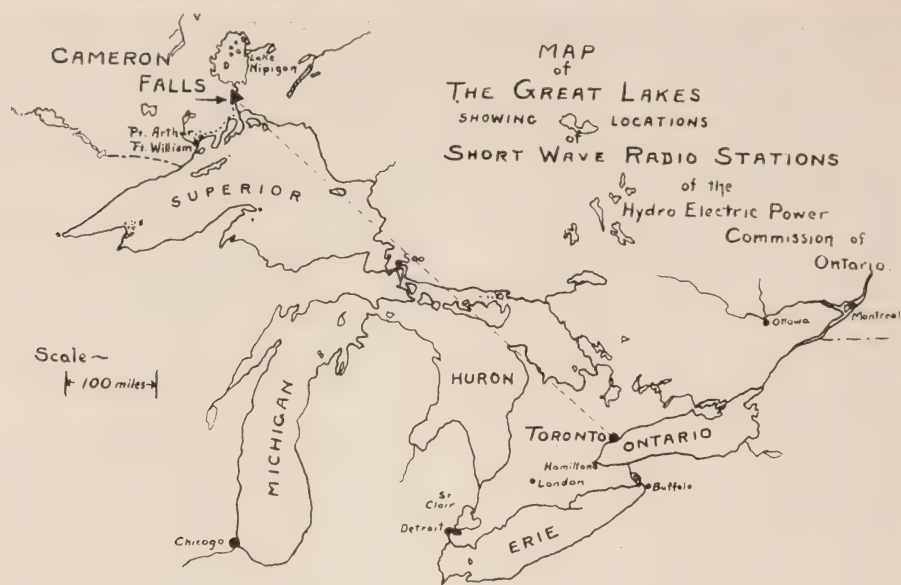 MAP
of
THE GREAT LAKES
SHOWING LOCATIONS
of
SHORT WAVE RADIO STATIONS
of the
Hydro Electric Power
Commission of
Ontario.
CAMERON
FALLS
Lake
Nipigon
Pt. Arthur
Ft. William
SUPERIOR
Soo
Ottawa
Montreal
Scale ~
100 miles
MICHIGAN
HURON
TORONTO
ONTARIO
Hamilton
London
Buffalo
St
Clair
Detroit
ERIE
Chicago